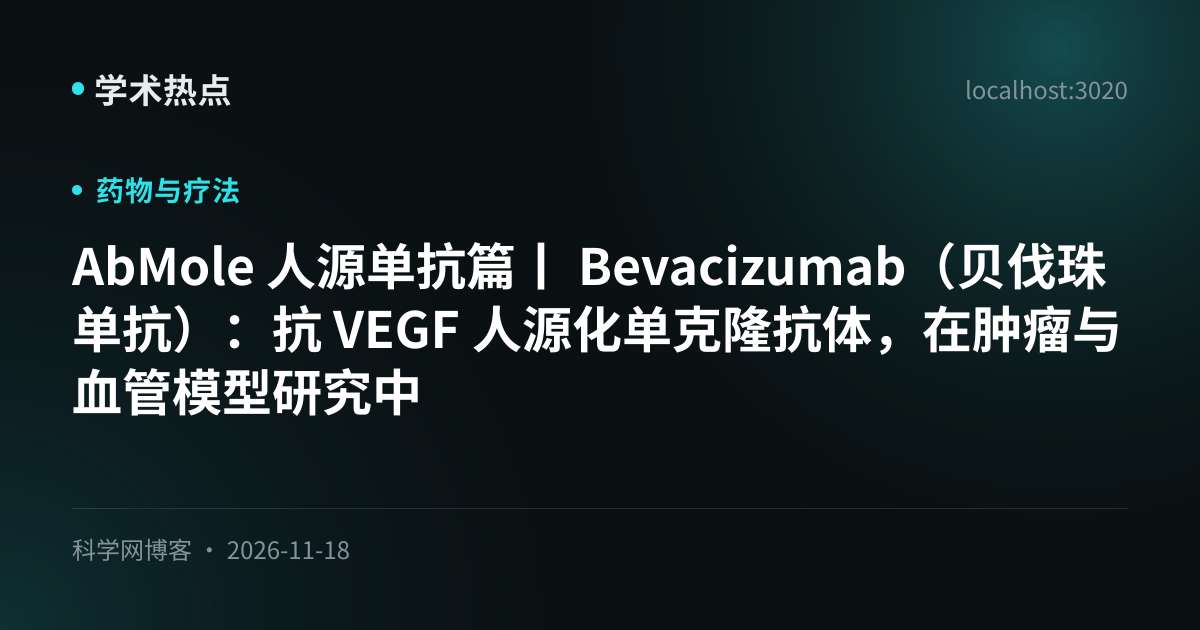 学术热点
localhost:3020
药物与疗法
AbMole 人源单抗篇丨 Bevacizumab（贝伐珠
单抗）：抗 VEGF 人源化单克隆抗体，在肿瘤与
血管模型研究中
科学网博客 · 2026-11-18